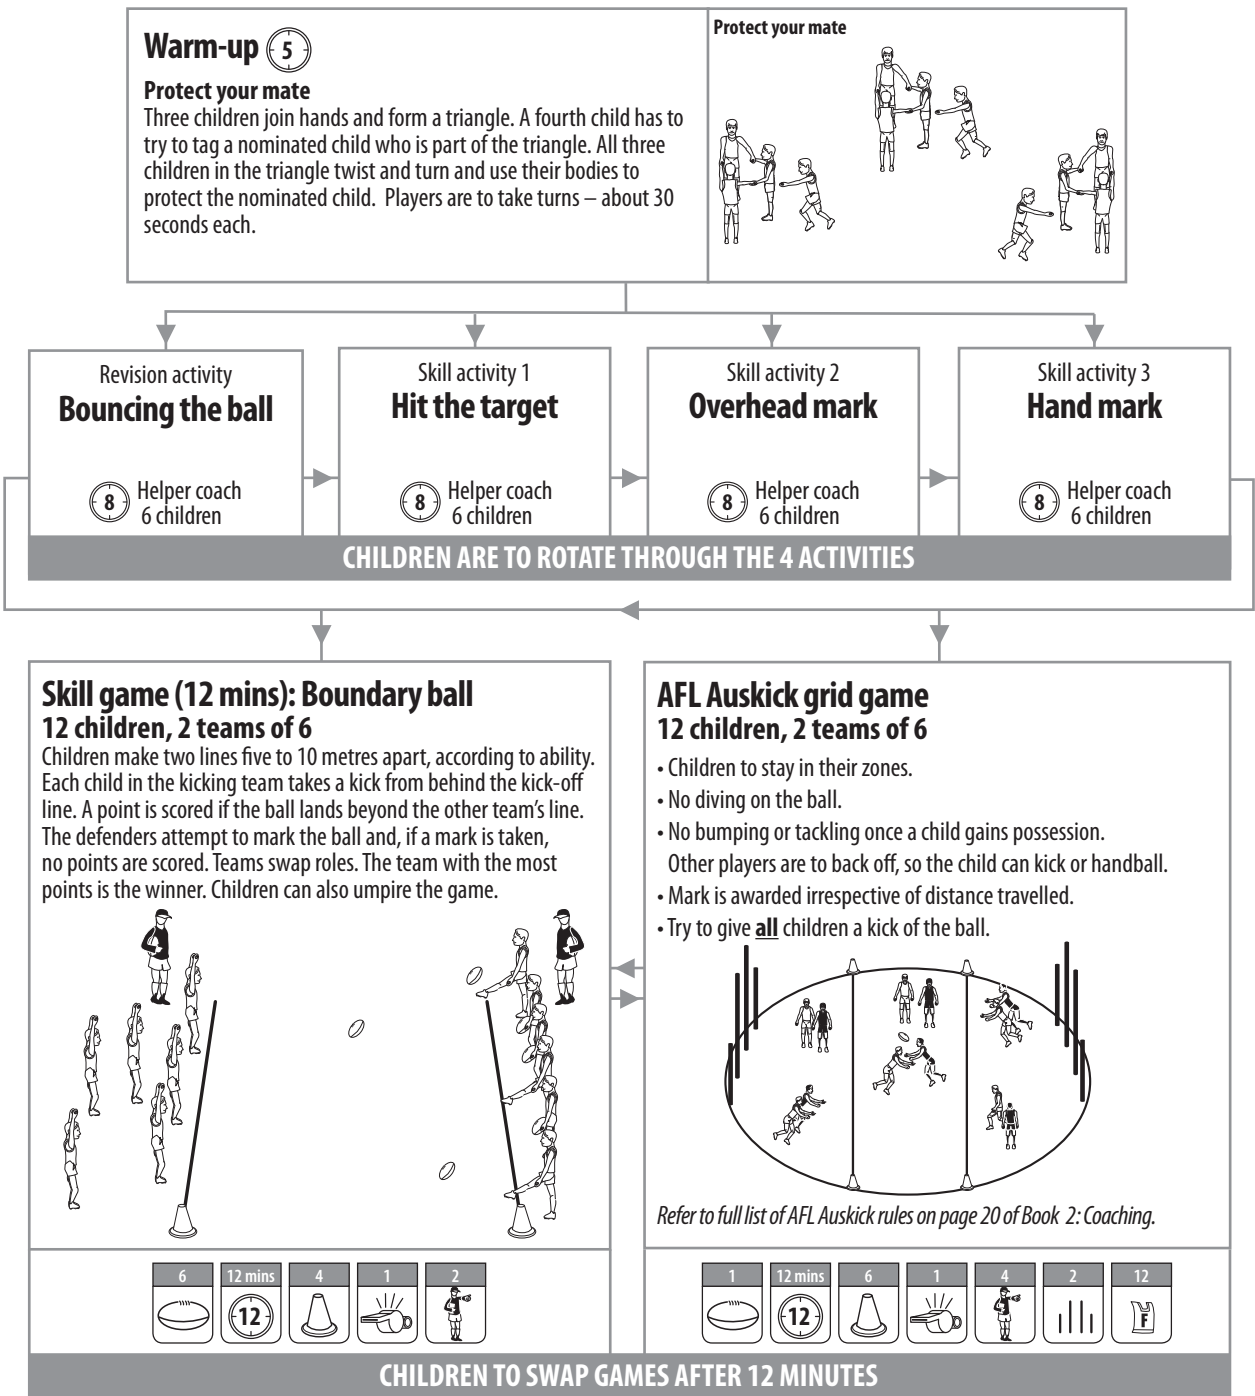 Warm-up 5
Protect your mate
Three children join hands and form a triangle. A fourth child has to
try to tag a nominated child who is part of the triangle. All three
children in the triangle twist and turn and use their bodies to
protect the nominated child. Players are to take turns – about 30
seconds each.
Protect your mate
Revision activity
Bouncing the ball
8 Helper coach
6 children
Skill activity 1
Hit the target
8 Helper coach
6 children
Skill activity 2
Overhead mark
8 Helper coach
6 children
Skill activity 3
Hand mark
8 Helper coach
6 children
CHILDREN ARE TO ROTATE THROUGH THE 4 ACTIVITIES
Skill game (12 mins): Boundary ball
12 children, 2 teams of 6
Children make two lines five to 10 metres apart, according to ability.
Each child in the kicking team takes a kick from behind the kick-off
line. A point is scored if the ball lands beyond the other team's line.
The defenders attempt to mark the ball and, if a mark is taken,
no points are scored. Teams swap roles. The team with the most
points is the winner. Children can also umpire the game.
6 12 mins 4 1 2
12
AFL Auskick grid game
12 children, 2 teams of 6
• Children to stay in their zones.
• No diving on the ball.
• No bumping or tackling once a child gains possession.
Other players are to back off, so the child can kick or handball.
• Mark is awarded irrespective of distance travelled.
• Try to give all children a kick of the ball.
Refer to full list of AFL Auskick rules on page 20 of Book 2: Coaching.
1 12 mins 6 1 4 2 12
12 F
CHILDREN TO SWAP GAMES AFTER 12 MINUTES